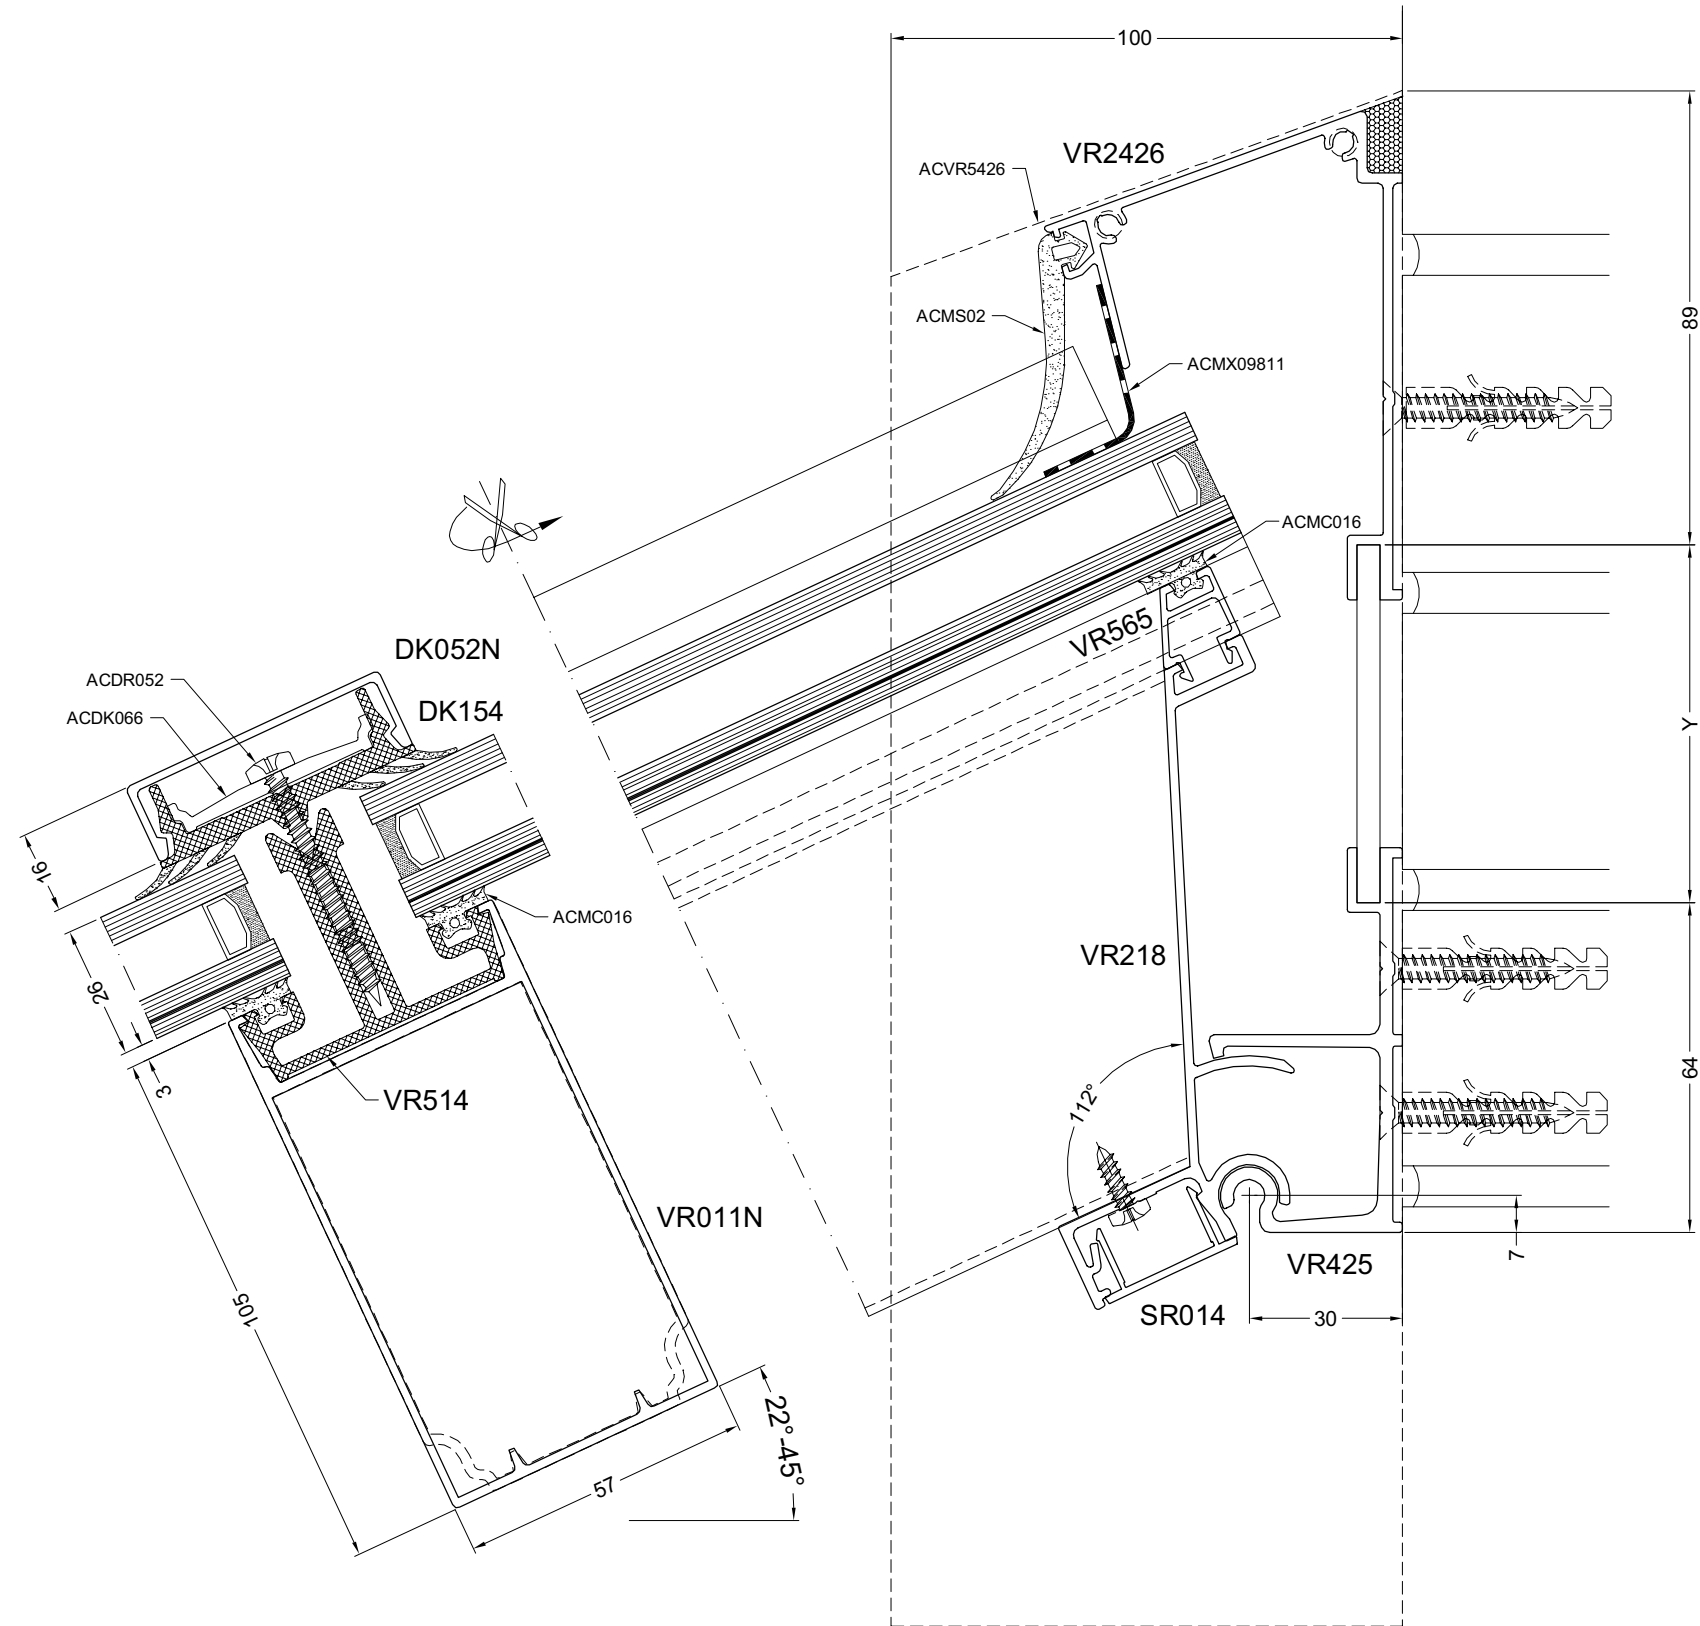 100
VR2426
ACVR5426
89
ACMS02
ACMX09811
ACMC016
VR565
DK052N
ACDR052
DK154
ACDK066
Y
16
ACMC016
VR218
26
64
3
VR514
112°
VR011N
7
VR425
105
SR014
30
22°-45°
57